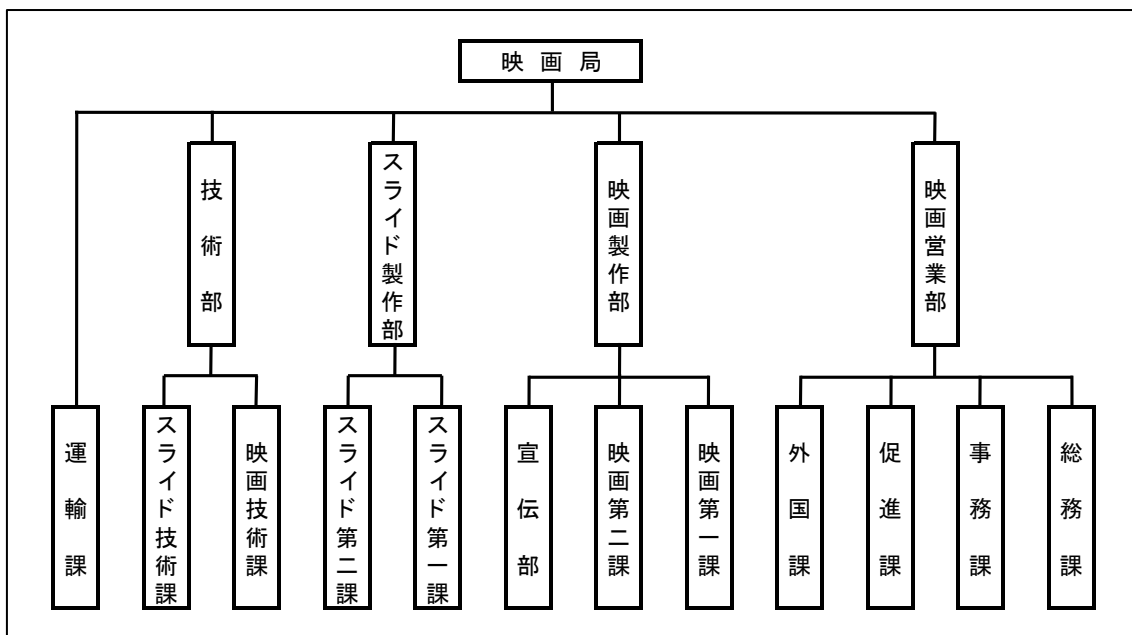 映画局
技術部
スライド製作部
映画製作部
映画営業部
運輸課
スライド技術課
映画技術課
スライド第二課
スライド第一課
宣伝部
映画第二課
映画第一課
外国課
促進課
事務課
総務課